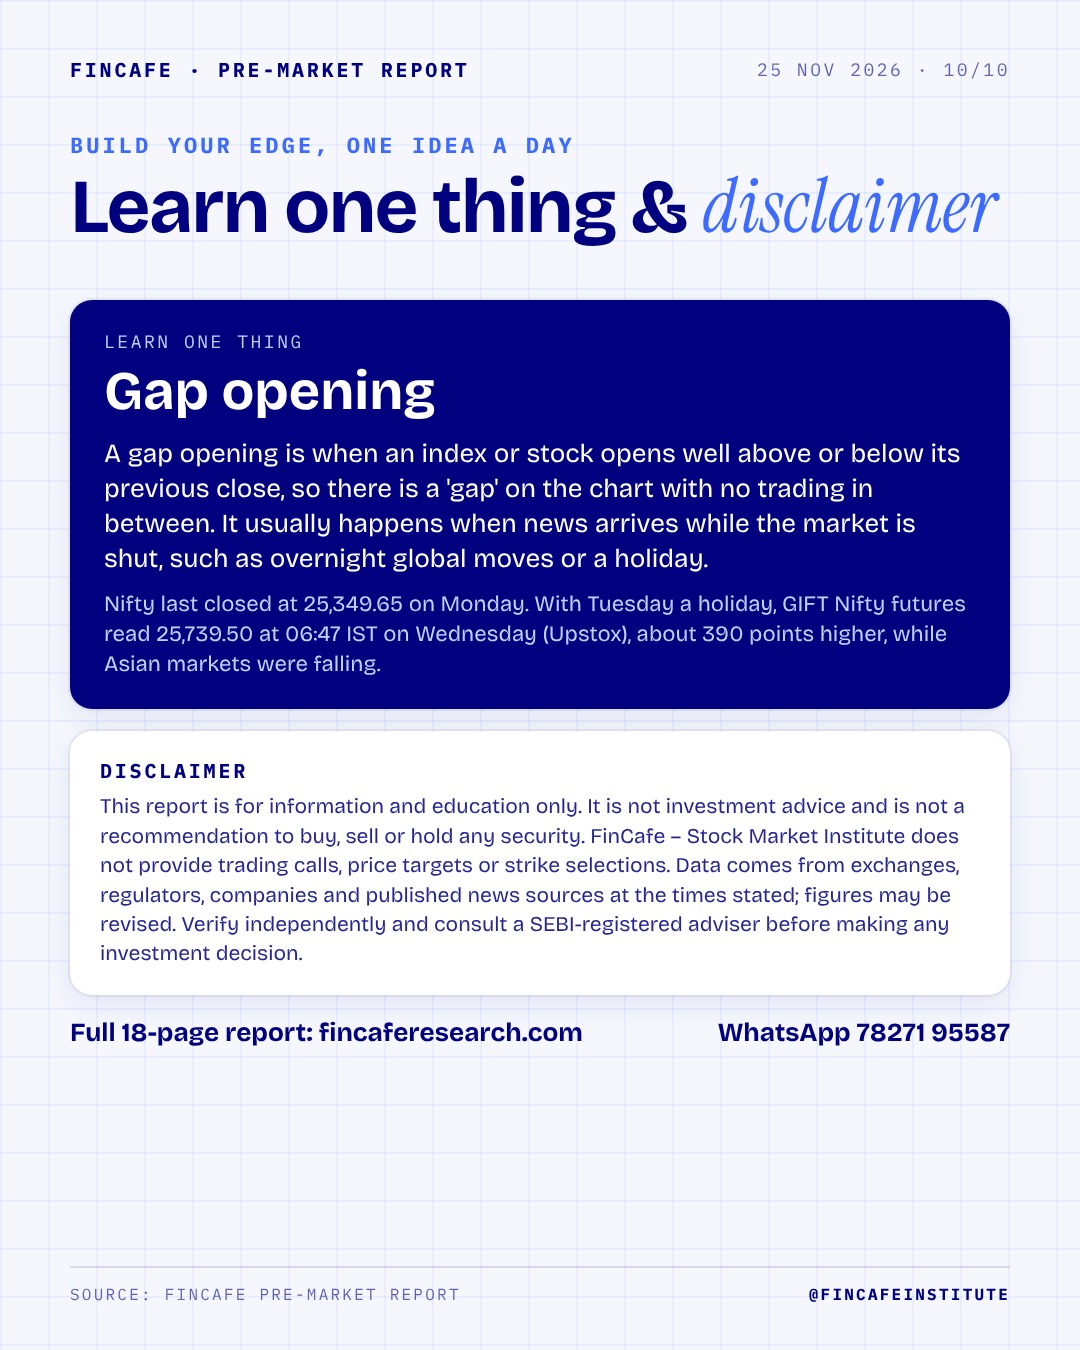 FINCAFE · PRE-MARKET REPORT
25 NOV 2026 · 10/10
BUILD YOUR EDGE, ONE IDEA A DAY
Learn one thing & disclaimer
LEARN ONE THING
Gap opening
A gap opening is when an index or stock opens well above or below its
previous close, so there is a 'gap' on the chart with no trading in
between. It usually happens when news arrives while the market is
shut, such as overnight global moves or a holiday.
Nifty last closed at 25,349.65 on Monday. With Tuesday a holiday, GIFT Nifty futures
read 25,739.50 at 06:47 IST on Wednesday (Upstox), about 390 points higher, while
Asian markets were falling.
DISCLAIMER
This report is for information and education only. It is not investment advice and is not a
recommendation to buy, sell or hold any security. FinCafe – Stock Market Institute does
not provide trading calls, price targets or strike selections. Data comes from exchanges,
regulators, companies and published news sources at the times stated; figures may be
revised. Verify independently and consult a SEBI-registered adviser before making any
investment decision.
Full 18-page report: fincaferesearch.com
WhatsApp 78271 95587
SOURCE: FINCAFE PRE-MARKET REPORT
@FINCAFEINSTITUTE